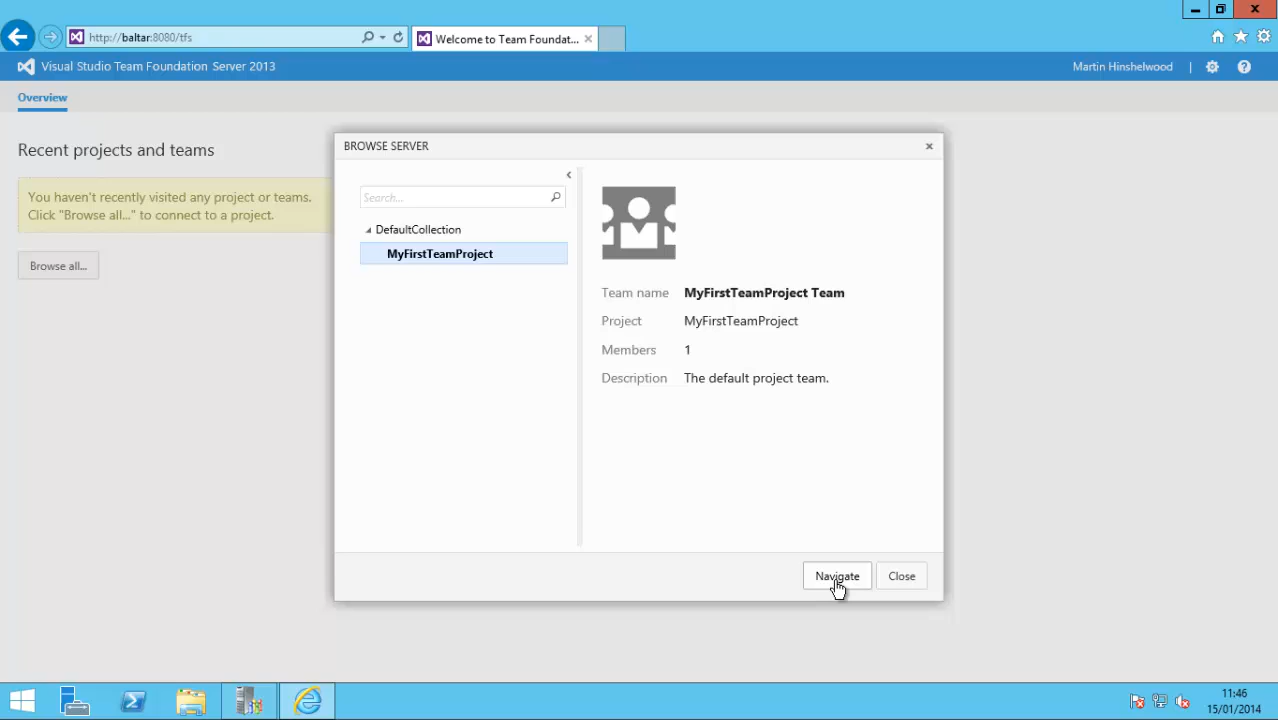 http://baltar:8080/tfs
Welcome to Team Foundat...
Visual Studio Team Foundation Server 2013
Martin Hinshelwood
Overview
Recent projects and teams
You haven't recently visited any project or teams.
Click "Browse all..." to connect to a project.
Browse all...
BROWSE SERVER
Search...
DefaultCollection
MyFirstTeamProject
Team name MyFirstTeamProject Team
Project MyFirstTeamProject
Members 1
Description The default project team.
Navigate
Close
11:46
15/01/2014